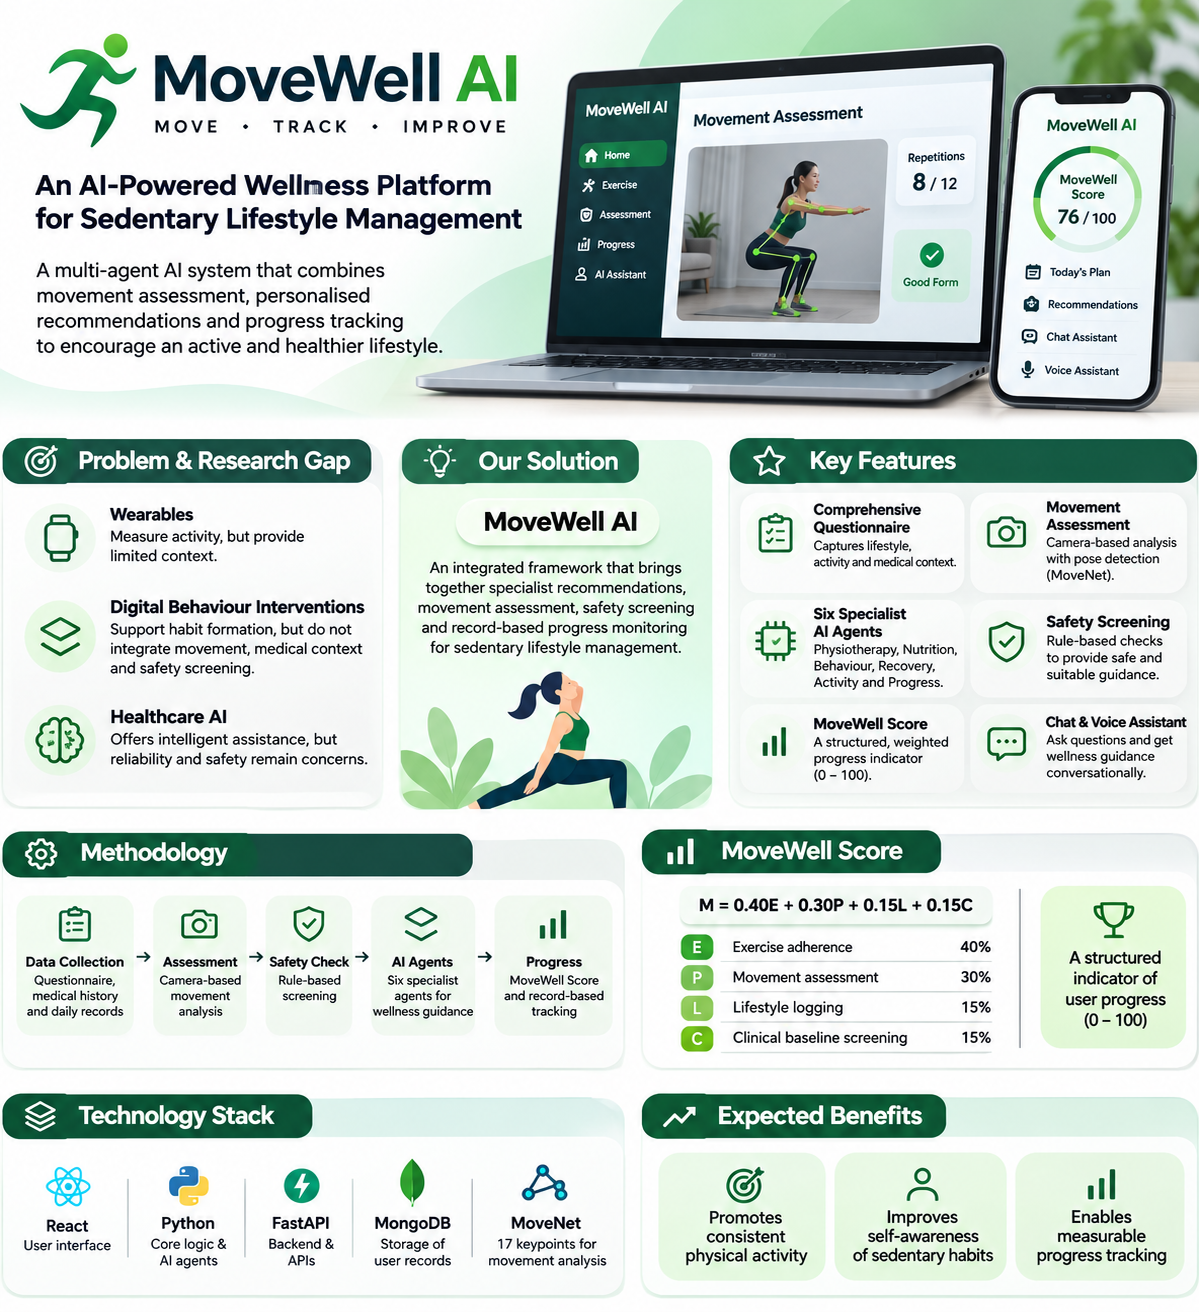 MoveWell AI
MOVE • TRACK • IMPROVE
An AI-Powered Wellness Platform
for Sedentary Lifestyle Management
A multi-agent AI system that combines
movement assessment, personalised
recommendations and progress tracking
to encourage an active and healthier lifestyle.
MoveWell AI
Home
Exercise
Assessment
Progress
AI Assistant
Movement Assessment
Repetitions
8 / 12
Good Form
MoveWell AI
MoveWell
Score
76 / 100
Today's Plan
Recommendations
Chat Assistant
Voice Assistant
Problem & Research Gap
Wearables
Measure activity, but provide
limited context.
Digital Behaviour Interventions
Support habit formation, but do not
integrate movement, medical context
and safety screening.
Healthcare AI
Offers intelligent assistance, but
reliability and safety remain concerns.
Our Solution
MoveWell AI
An integrated framework that brings
together specialist recommendations,
movement assessment, safety screening
and record-based progress monitoring
for sedentary lifestyle management.
Key Features
Comprehensive
Questionnaire
Captures lifestyle,
activity and medical context.
Movement
Assessment
Camera-based analysis
with pose detection
(MoveNet).
Six Specialist
AI Agents
Physiotherapy, Nutrition,
Behaviour, Recovery,
Activity and Progress.
Safety Screening
Rule-based checks
to provide safe and
suitable guidance.
MoveWell Score
A structured, weighted
progress indicator
(0 – 100).
Chat & Voice Assistant
Ask questions and get
wellness guidance
conversationally.
Methodology
Data Collection
Questionnaire,
medical history
and daily records
Assessment
Camera-based
movement
analysis
Safety Check
Rule-based
screening
AI Agents
Six specialist
agents for
wellness guidance
Progress
MoveWell Score
and record-based
tracking
MoveWell Score
M = 0.40E + 0.30P + 0.15L + 0.15C
E Exercise adherence 40%
P Movement assessment 30%
L Lifestyle logging 15%
C Clinical baseline screening 15%
A structured
indicator of
user progress
(0 – 100)
Technology Stack
React
User interface
Python
Core logic &
AI agents
FastAPI
Backend &
APIs
MongoDB
Storage of
user records
MoveNet
17 keypoints for
movement analysis
Expected Benefits
Promotes
consistent
physical activity
Improves
self-awareness
of sedentary habits
Enables
measurable
progress tracking